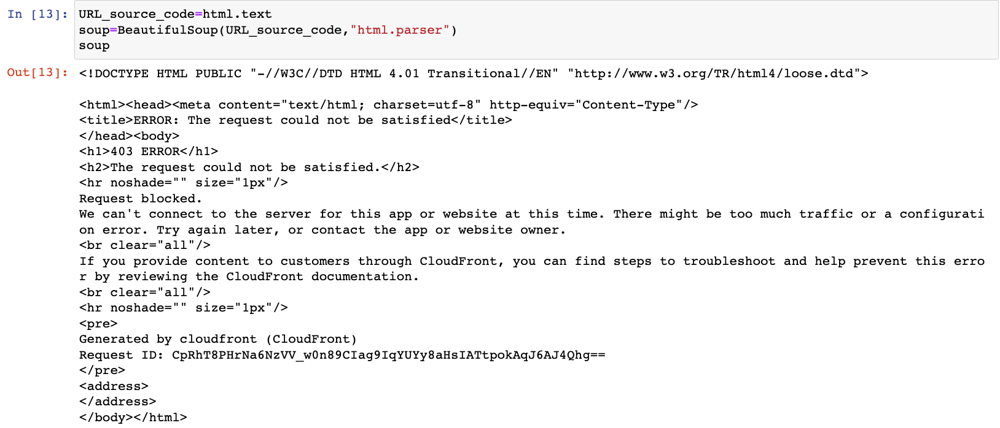 In [13]: URL_source_code=html.text
soup=BeautifulSoup(URL_source_code,"html.parser")
soup
Out[13]: <!DOCTYPE HTML PUBLIC "-//W3C//DTD HTML 4.01 Transitional//EN" "http://www.w3.org/TR/html4/loose.dtd">
<html><head><meta content="text/html; charset=utf-8" http-equiv="Content-Type"/>
<title>ERROR: The request could not be satisfied</title>
</head><body>
<h1>403 ERROR</h1>
<h2>The request could not be satisfied.</h2>
<hr noshade="" size="1px"/>
Request blocked.
We can't connect to the server for this app or website at this time. There might be too much traffic or a configurati
on error. Try again later, or contact the app or website owner.
<br clear="all"/>
If you provide content to customers through CloudFront, you can find steps to troubleshoot and help prevent this erro
r by reviewing the CloudFront documentation.
<br clear="all"/>
<hr noshade="" size="1px"/>
<pre>
Generated by cloudfront (CloudFront)
Request ID: CpRhT8PHrNa6NzVV_w0n89CIag9IqYUYy8aHsIATtpokAqJ6AJ4Qhg==
</pre>
<address>
</address>
</body></html>